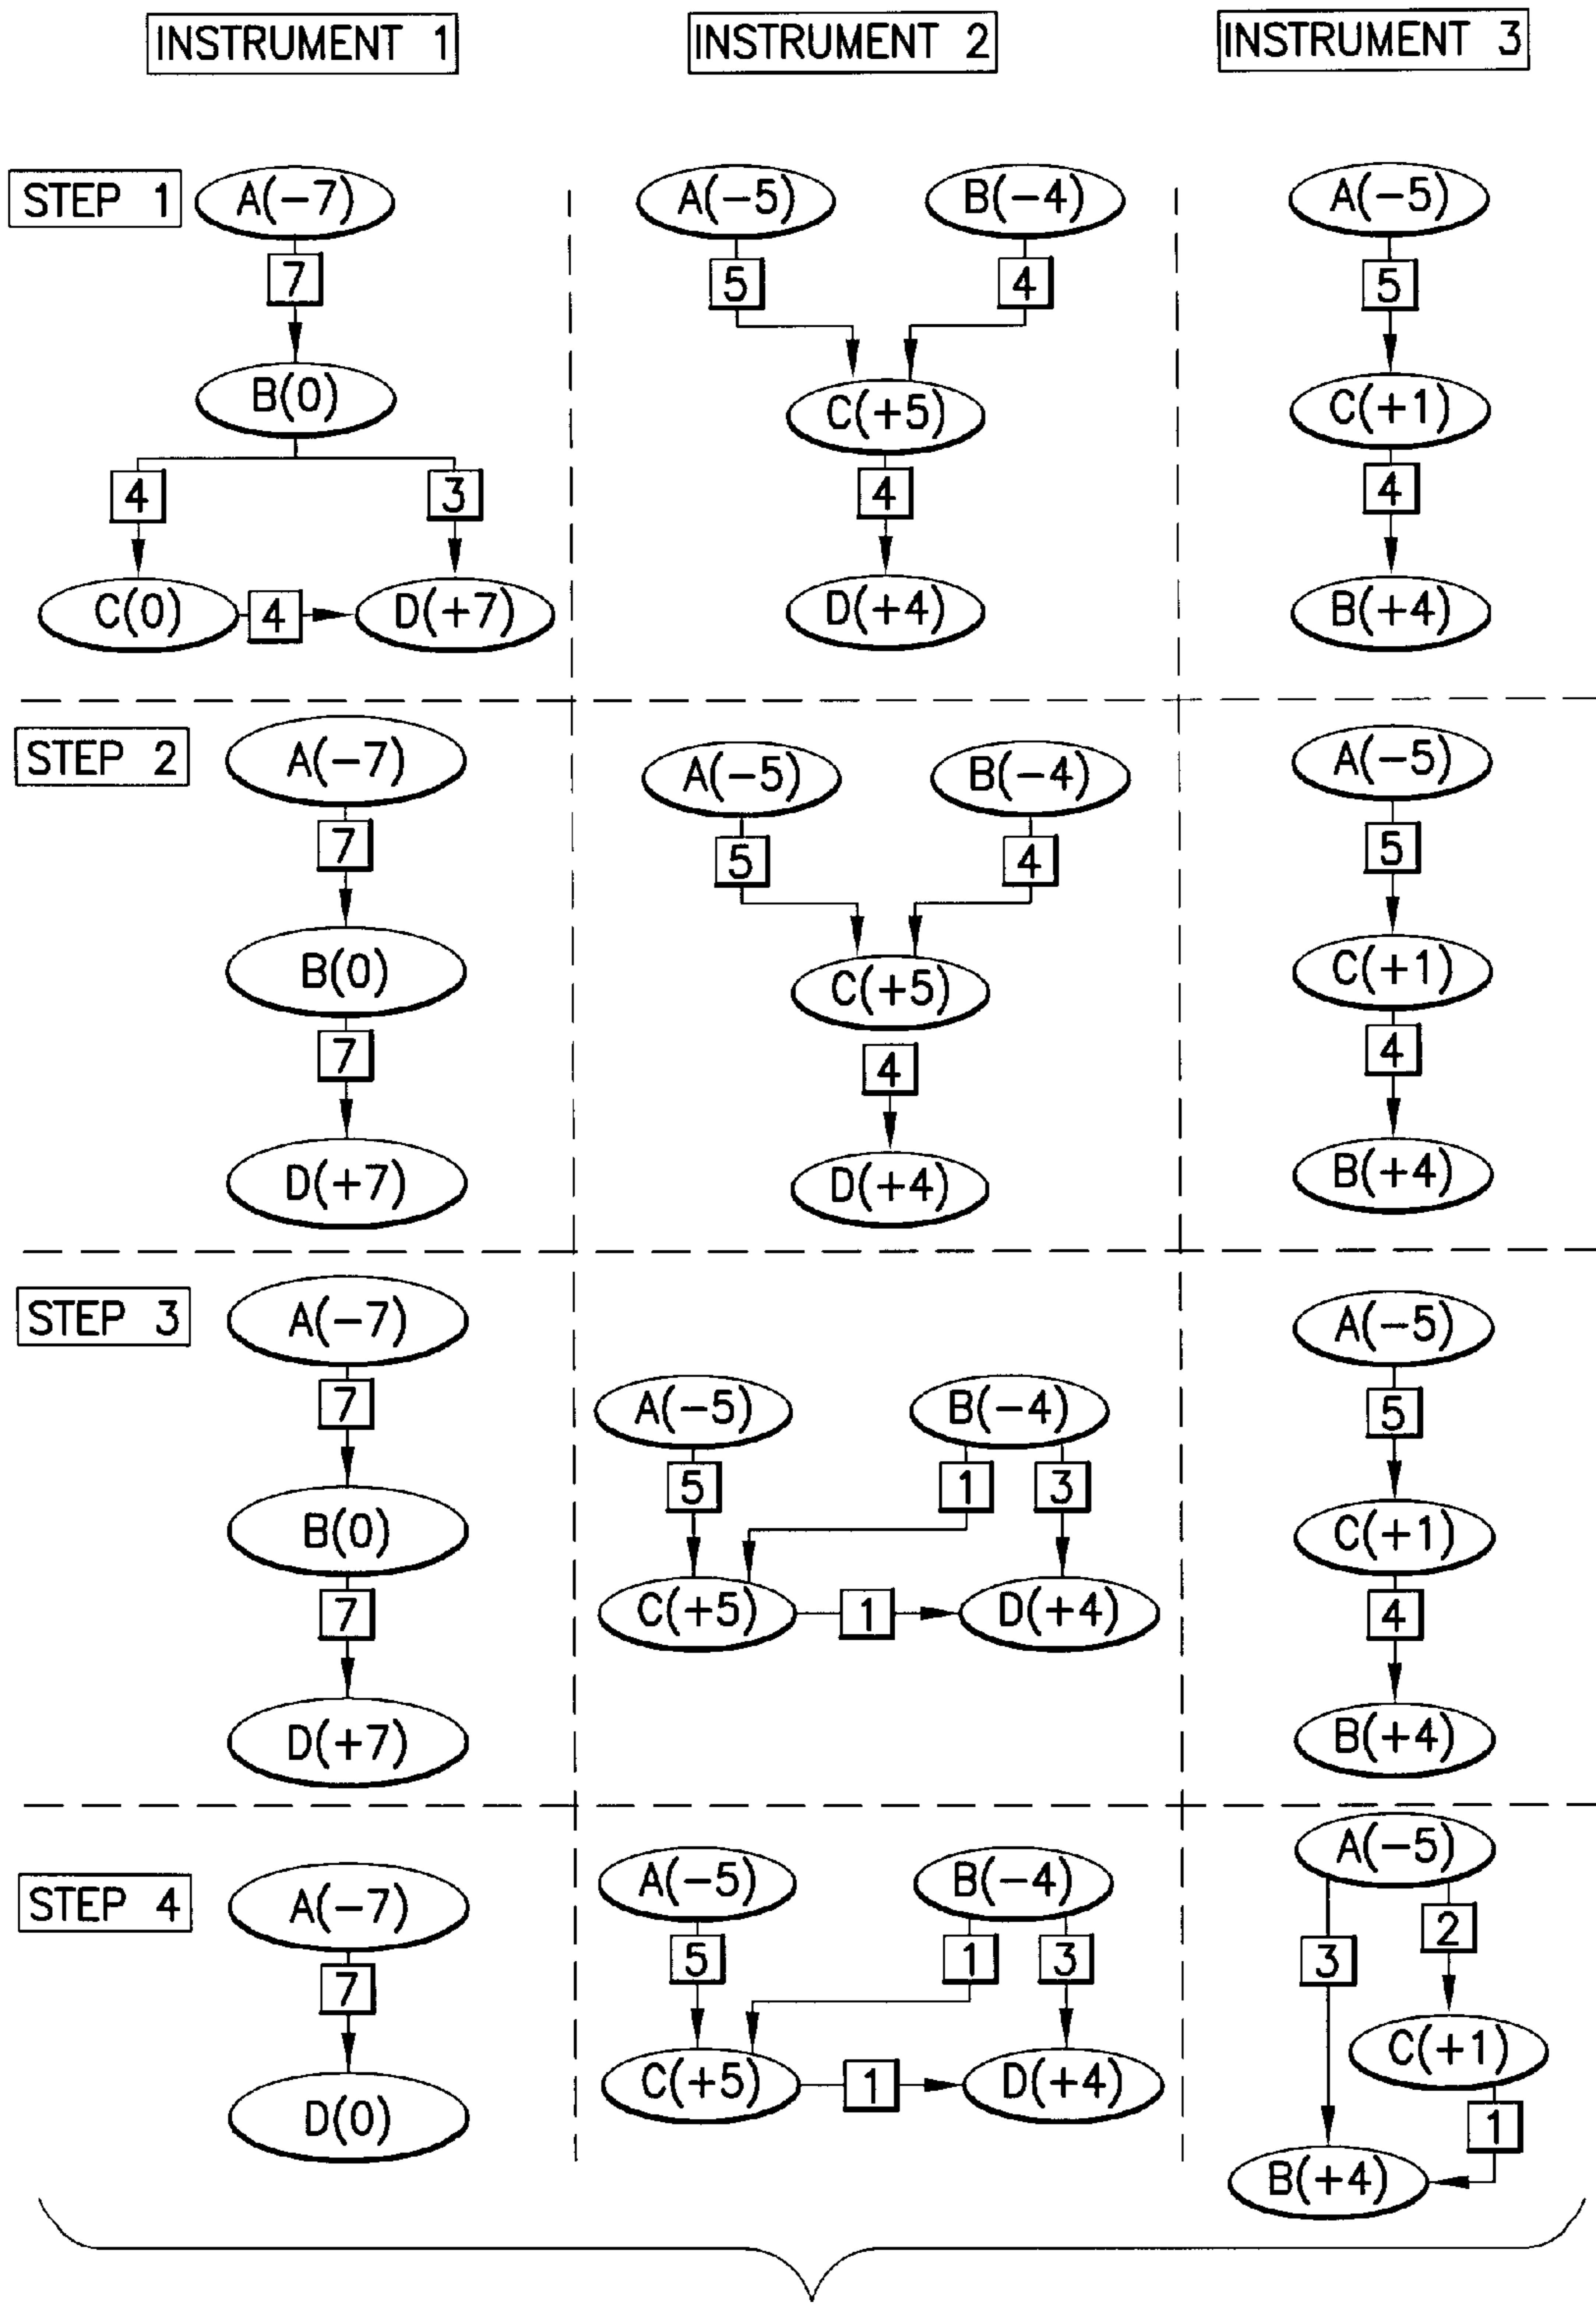 INSTRUMENT 1 INSTRUMENT 2 INSTRUMENT 3
STEP 1
A(−7) A(−5) B(−4) A(−5)
7 5 4 5
B(0) C(+5) C(+1)
4 3 4 4
C(0) 4 D(+7) D(+4) B(+4)
STEP 2
A(−7) A(−5) B(−4) A(−5)
7 5 4 5
B(0) C(+5) C(+1)
7 4 4
D(+7) D(+4) B(+4)
STEP 3
A(−7) A(−5) B(−4) A(−5)
7 5 1 3 5
B(0) C(+5) 1 D(+4) C(+1)
7 4
D(+7) B(+4)
STEP 4
A(−7) A(−5) B(−4) A(−5)
7 5 1 3 3 2
D(0) C(+5) 1 D(+4) C(+1)
1
B(+4)